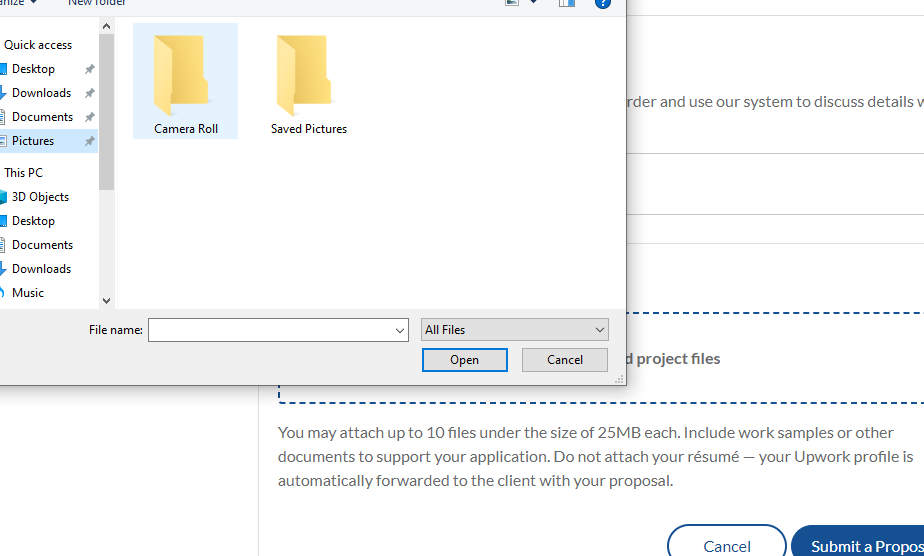 New folder
?
Quick access
Desktop
Downloads
Documents
Pictures
This PC
3D Objects
Desktop
Documents
Downloads
Music
Camera Roll
Saved Pictures
File name:
All Files
Open
Cancel
and use our system to discuss details
project files
You may attach up to 10 files under the size of 25MB each. Include work samples or other
documents to support your application. Do not attach your résumé — your Upwork profile is
automatically forwarded to the client with your proposal.
Cancel
Submit a